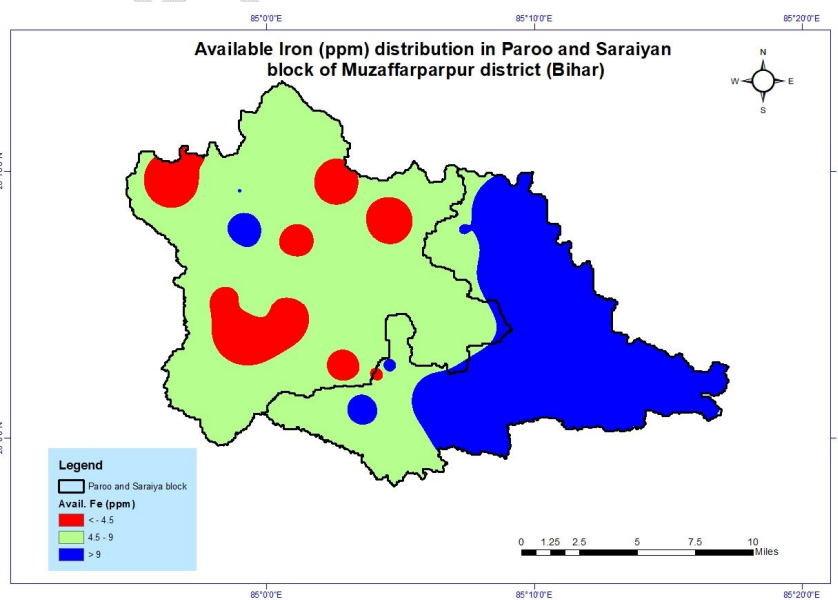 85°0'0"E 85°10'0"E 85°20'0"E
Available Iron (ppm) distribution in Paroo and Saraiyan
block of Muzaffarparpur district (Bihar)
N
W E
S
Legend
Paroo and Saraiya block
Avail. Fe (ppm)
< - 4.5
4.5 - 9
> 9
0 1.25 2.5 5 7.5 10
Miles
85°0'0"E 85°10'0"E 85°20'0"E